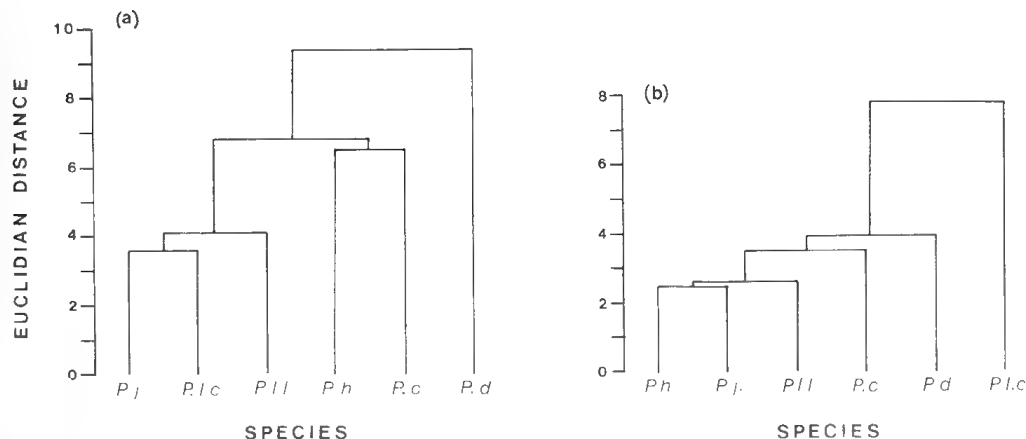 (a)
10
8
6
4
2
0
EUCLIDIAN DISTANCE
P j P. l c P l l P h P. c P. d
SPECIES
(b)
8
6
4
2
0
P h P j. P l l P. c P d P l. c
SPECIES